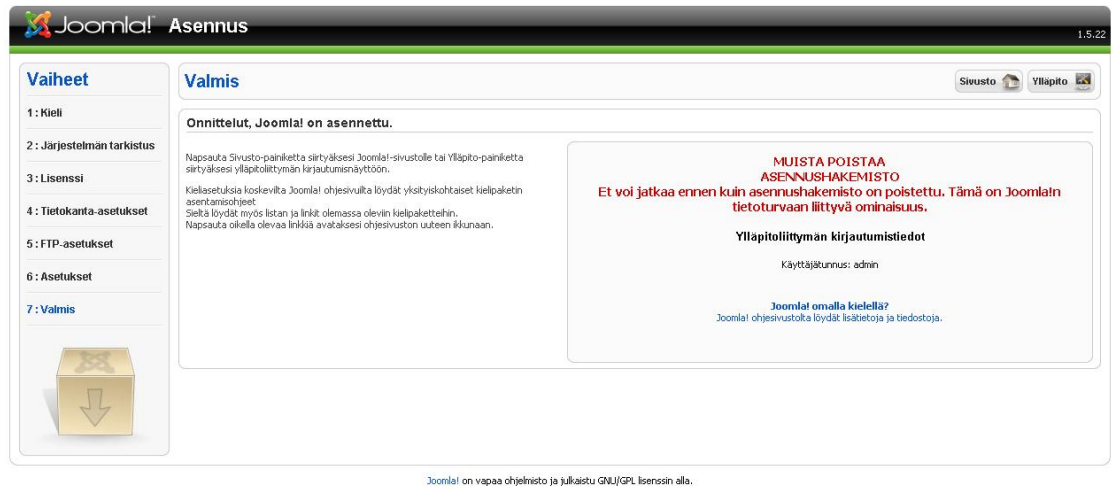 Joomla! Asennus
1.5.22
Vaiheet
1 : Kieli
2 : Järjestelmän tarkistus
3 : Lisenssi
4 : Tietokanta-asetukset
5 : FTP-asetukset
6 : Asetukset
7 : Valmis
Valmis
Sivusto
Ylläpito
Onnittelut, Joomla! on asennettu.
Napsauta Sivusto-painiketta siirtyäksesi Joomla!-sivustolle tai Ylläpito-painiketta
siirtyäksesi ylläpitoliittymän kirjautumisnäyttöön.
Kieliasetuksia koskevilta Joomla! ohjesivuilta löydät yksityiskohtaiset kielipaketin
asentamisohjeet
Sieltä löydät myös listan ja linkit olemassa oleviin kielipaketteihin.
Napsauta oikella olevaa linkkiä avataksesi ohjesivuston uuteen ikkunaan.
MUISTA POISTAA
ASENNUSHAKEMISTO
Et voi jatkaa ennen kuin asennushakemisto on poistettu. Tämä on Joomla!n
tietoturvaan liittyvä ominaisuus.
Ylläpitoliittymän kirjautumistiedot
Käyttäjätunnus: admin
Joomla! omalla kielellä?
Joomla! ohjesivustolta löydät lisätietoja ja tiedostoja.
Joomla! on vapaa ohjelmisto ja julkaistu GNU/GPL lisenssin alla.